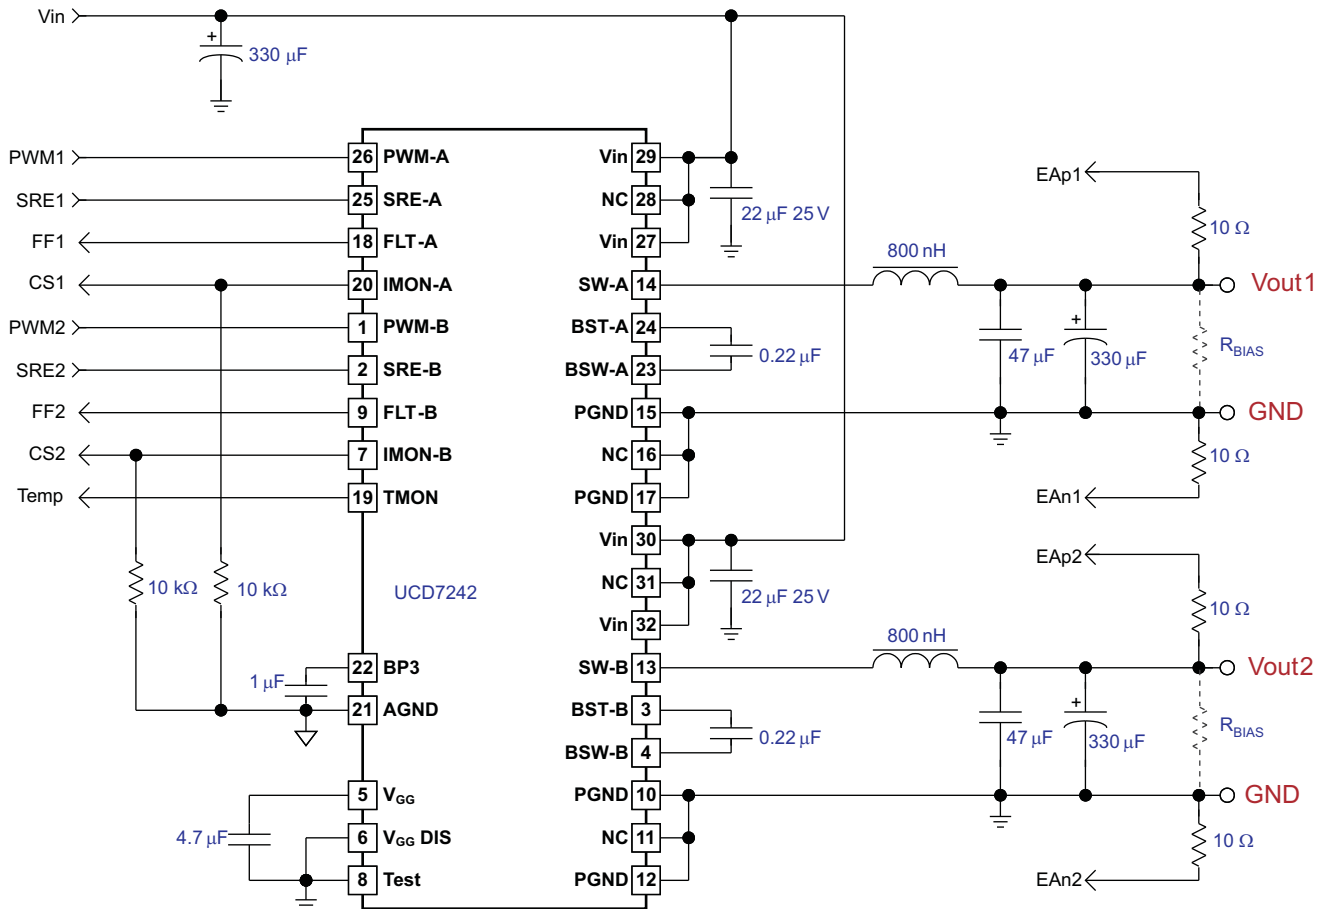 Vin
+
330 µF
PWM1
26 PWM-A
Vin 29
SRE1
25 SRE-A
NC 28
22 µF 25 V
FF1
18 FLT-A
Vin 27
CS1
20 IMON-A
SW-A 14
800 nH
EAp1
10 Ω
Vout1
PWM2
1 PWM-B
BST-A 24
0.22 µF
SRE2
2 SRE-B
BSW-A 23
47 µF
+
330 µF
RBIAS
FF2
9 FLT-B
PGND 15
GND
CS2
7 IMON-B
NC 16
10 Ω
Temp
19 TMON
PGND 17
EAn1
Vin 30
EAp2
10 kΩ
10 kΩ
UCD7242
NC 31
22 µF 25 V
Vin 32
10 Ω
800 nH
22 BP3
SW-B 13
Vout2
1 µF
21 AGND
BST-B 3
0.22 µF
BSW-B 4
47 µF
+
330 µF
RBIAS
5 VGG
PGND 10
GND
4.7 µF
6 VGG DIS
NC 11
10 Ω
8 Test
PGND 12
EAn2